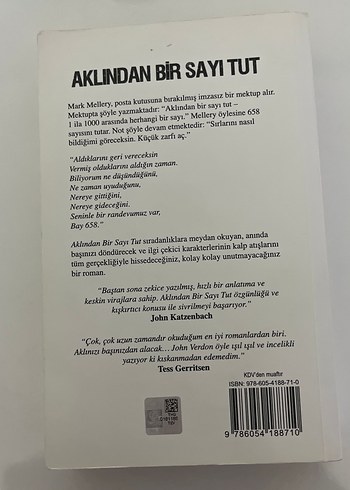 AKLINDAN BİR SAYI TUT
Mark Mellery, posta kutusuna bırakılmış imzasız bir mektup alır.
Mektupta şöyle yazmaktadır: “Aklından bir sayı tut –
1 ila 1000 arasında herhangi bir sayı.” Mellery öylesine 658
sayısını tutar. Not şöyle devam etmektedir: “Sırlarını nasıl
bildiğimi göreceksin. Küçük zarfı aç.”
“Aldıklarını geri vereceksin
Vermiş olduklarını aldığın zaman.
Biliyorum ne düşündüğünü,
Ne zaman uyuduğunu,
Nereye gittiğini,
Nereye gideceğini.
Seninle bir randevumuz var,
Bay 658.”
Aklından Bir Sayı Tut sıradanlıklara meydan okuyan, anında
başınızı döndürecek ve ilgi çekici karakterlerinin kalp atışlarını
tüm gerçekliğiyle hissedeceğiniz, kolay kolay unutmayacağınız
bir roman.
“Baştan sona zekice yazılmış, hızlı bir anlatıma ve
keskin virajlara sahip. Aklından Bir Sayı Tut özgünlüğü ve
kışkırtıcı konusu ile sivrilmeyi başarıyor.”
John Katzenbach
“Çok, çok uzun zamandır okuduğum en iyi romanlardan biri.
Aklınızı başınızdan alacak... John Verdon öyle ışıl ışıl ve incelikli
yazıyor ki kıskanmadan edemedim.”
Tess Gerritsen
KDV'den muaftır
ISBN: 978-605-4188-71-0
9 786054 188710